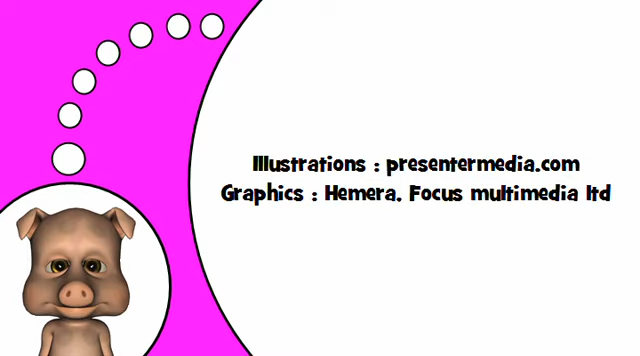 Illustrations : presentermedia.com
Graphics : Hemera. Focus multimedia ltd